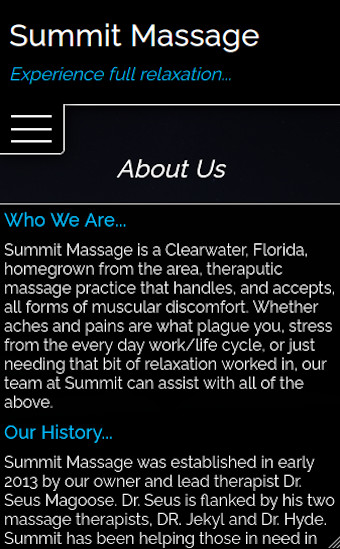 Summit Massage
Experience full relaxation...
About Us
Who We Are...
Summit Massage is a Clearwater, Florida,
homegrown from the area, theraputic
massage practice that handles, and accepts,
all forms of muscular discomfort. Whether
aches and pains are what plague you, stress
from the every day work/life cycle, or just
needing that bit of relaxation worked in, our
team at Summit can assist with all of the
above.
Our History...
Summit Massage was established in early
2013 by our owner and lead therapist Dr.
Seus Magoose. Dr. Seus is flanked by his two
massage therapists, DR. Jekyl and Dr. Hyde.
Summit has been helping those in need in